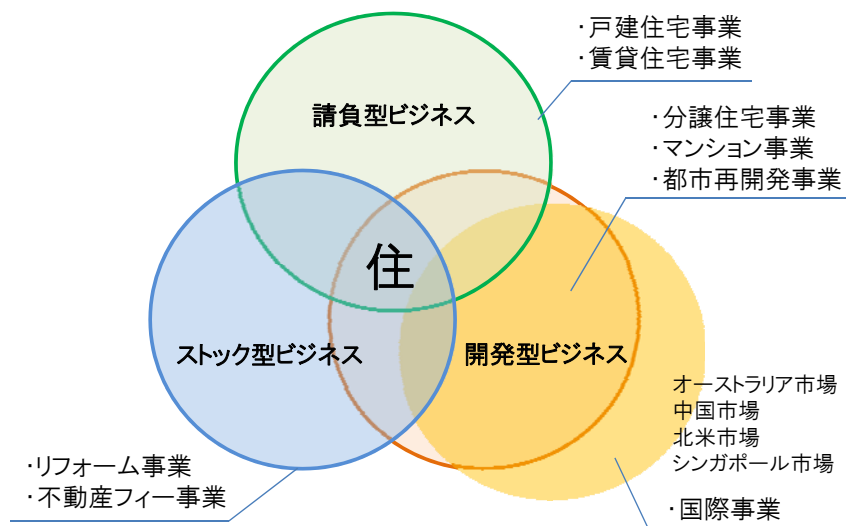 ・戸建住宅事業
・賃貸住宅事業
請負型ビジネス
・分譲住宅事業
・マンション事業
・都市再開発事業
住
ストック型ビジネス
開発型ビジネス
オーストラリア市場
中国市場
北米市場
シンガポール市場
・リフォーム事業
・不動産フィー事業
・国際事業